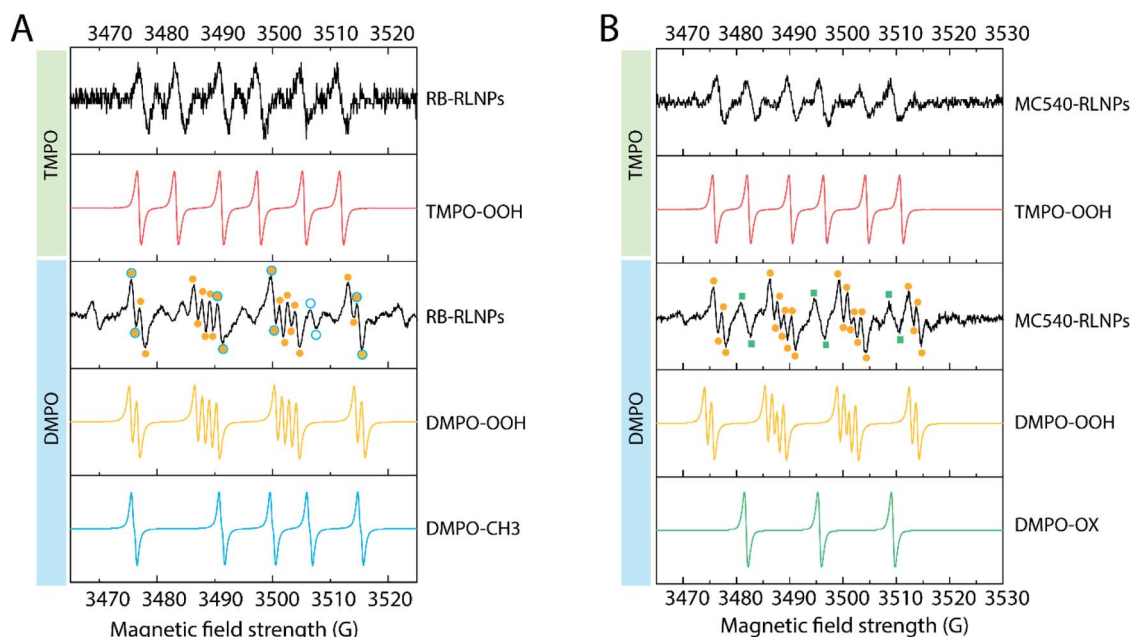 A
3470 3480 3490 3500 3510 3520
TMPO
RB-RLNPs
TMPO-OOH
DMPO
RB-RLNPs
DMPO-OOH
DMPO-CH3
3470 3480 3490 3500 3510 3520
Magnetic field strength (G)
B
3470 3480 3490 3500 3510 3520 3530
TMPO
MC540-RLNPs
TMPO-OOH
DMPO
MC540-RLNPs
DMPO-OOH
DMPO-OX
3470 3480 3490 3500 3510 3520 3530
Magnetic field strength (G)